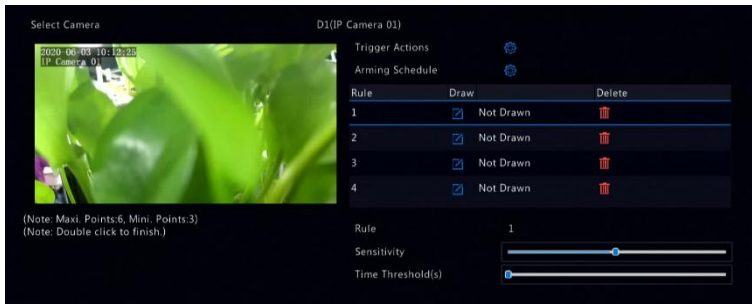 Select Camera D1(IP Camera 01)
2020-06-03 10:12:25
IP Camera 01
Trigger Actions
Arming Schedule
Rule Draw Delete
1 Not Drawn
2 Not Drawn
3 Not Drawn
4 Not Drawn
(Note: Maxi. Points:6, Mini. Points:3)
(Note: Double click to finish.)
Rule 1
Sensitivity
Time Threshold(s)